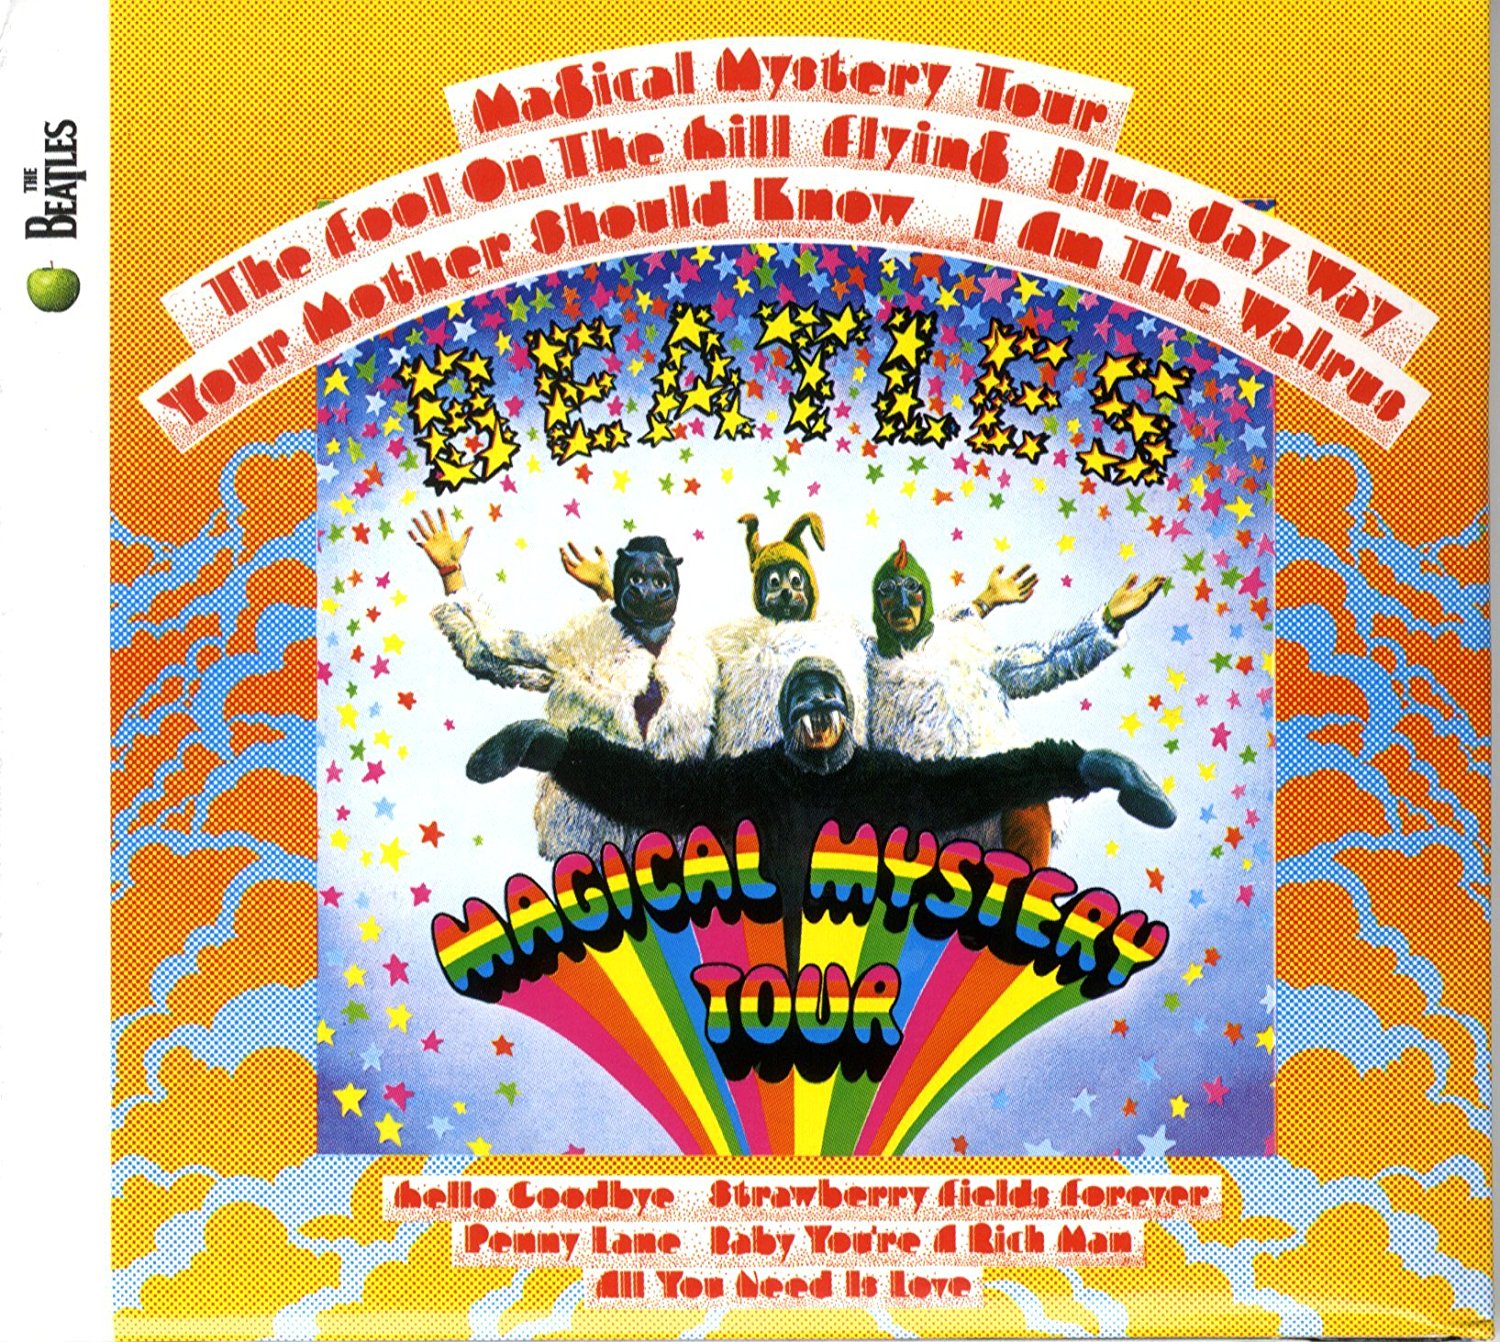 THE
BEATLES
Magical Mystery Tour
The Fool On The Hill Flying Blue Jay Way
Your Mother Should Know I Am The Walrus
BEATLES
MAGICAL MYSTERY
TOUR
Hello Goodbye Strawberry Fields Forever
Penny Lane Baby You're A Rich Man
All You Need Is Love